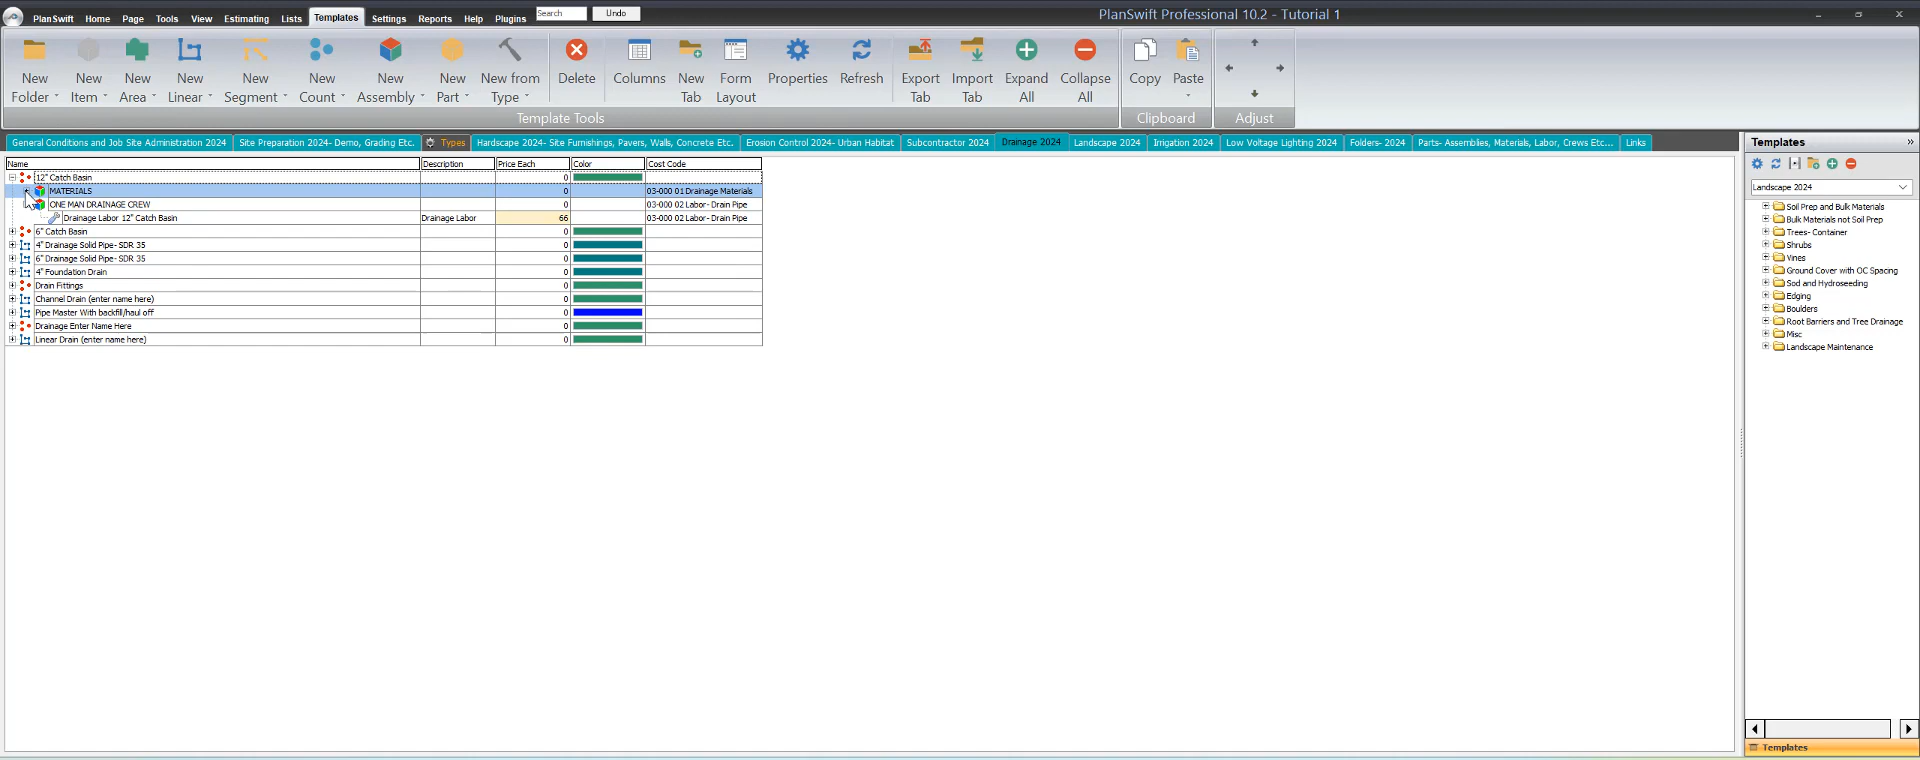 PlanSwift Home Page Tools View Estimating Lists Templates Settings Reports Help Plugins Search Undo PlanSwift Professional 10.2 - Tutorial 1
New Folder New Item New Area New Linear New Segment New Count New Assembly New Part New from Type Delete Columns New Tab Form Layout Properties Refresh Export Tab Import Tab Expand All Collapse All Copy Paste
Template Tools Clipboard Adjust
General Conditions and Job Site Administration 2024 Site Preparation 2024- Demo, Grading Etc. Types Hardscape 2024- Site Furnishings, Pavers, Walls, Concrete Etc. Erosion Control 2024- Urban Habitat Subcontractor 2024 Drainage 2024 Landscape 2024 Irrigation 2024 Low Voltage Lighting 2024 Folders- 2024 Parts- Assemblies, Materials, Labor, Crews Etc... Links
Name Description Price Each Color Cost Code
12" Catch Basin 0
MATERIALS 0 03-000 01 Drainage Materials
ONE MAN DRAINAGE CREW 0 03-000 02 Labor- Drain Pipe
Drainage Labor 12" Catch Basin Drainage Labor 66 03-000 02 Labor- Drain Pipe
6" Catch Basin 0
4" Drainage Solid Pipe- SDR 35 0
6" Drainage Solid Pipe- SDR 35 0
4" Foundation Drain 0
Drain Fittings 0
Channel Drain (enter name here) 0
Pipe Master With backfill/haul off 0
Drainage Enter Name Here 0
Linear Drain (enter name here) 0
Templates
Landscape 2024
Soil Prep and Bulk Materials
Bulk Materials not Soil Prep
Trees- Container
Shrubs
Vines
Ground Cover with OC Spacing
Sod and Hydroseeding
Edging
Boulders
Root Barriers and Tree Drainage
Misc
Landscape Maintenance
Templates